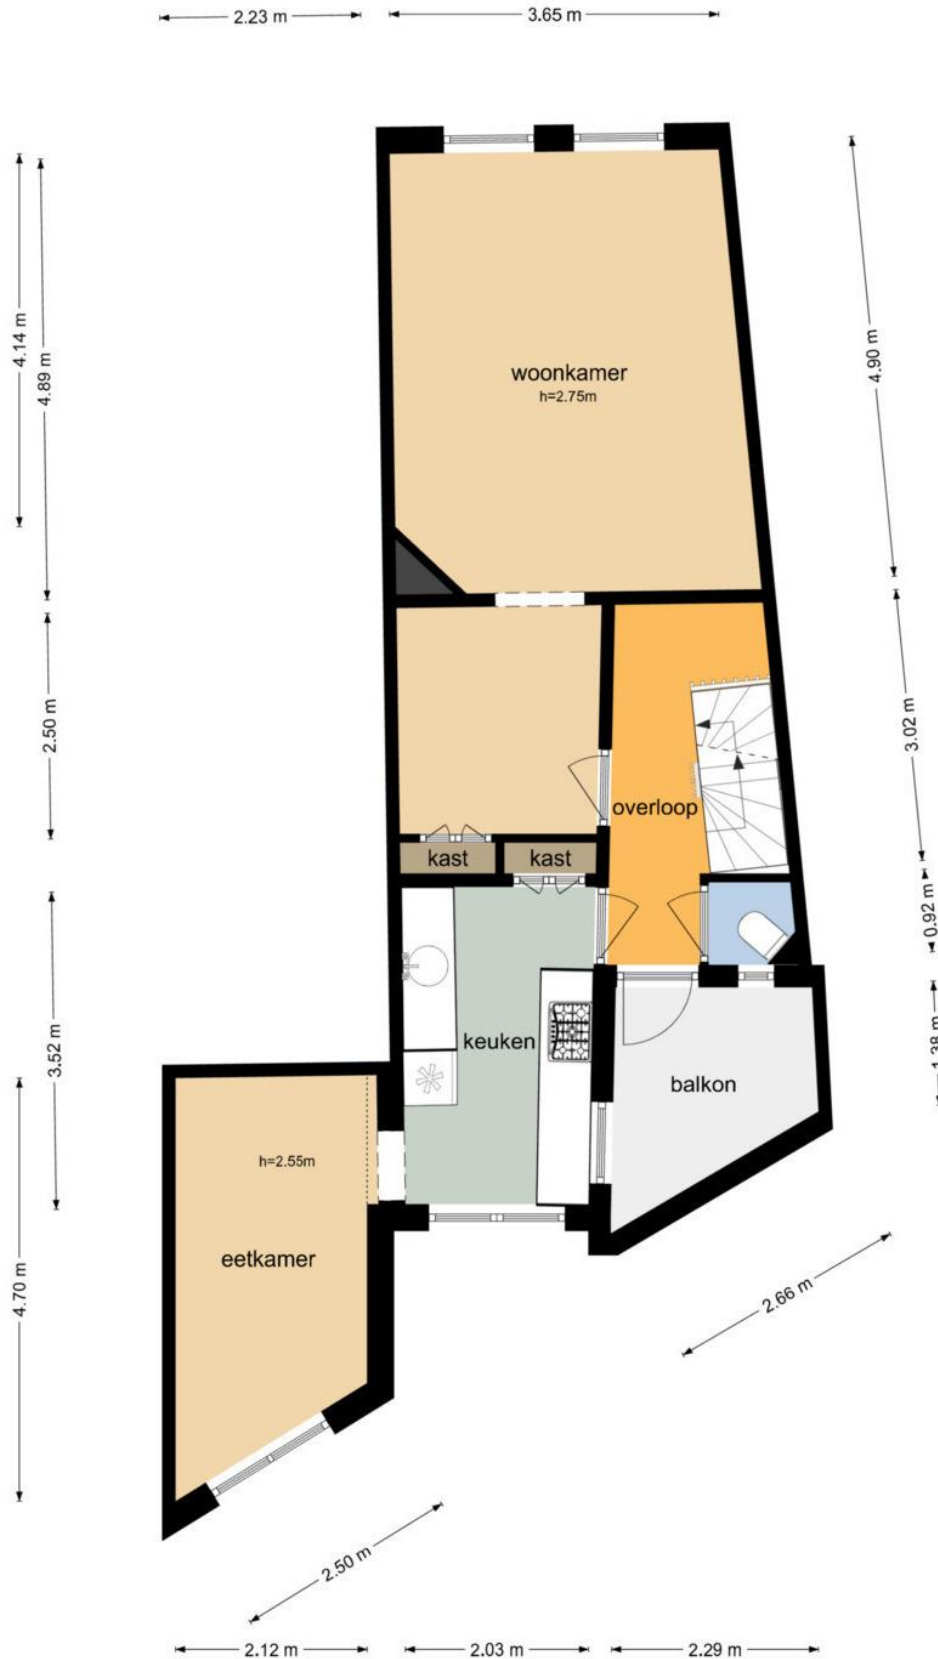 2.23 m
3.65 m
4.14 m
4.89 m
4.90 m
woonkamer
h=2.75m
2.50 m
3.02 m
overloop
kast
kast
0.92 m
3.52 m
keuken
1.38 m
balkon
h=2.55m
eetkamer
4.70 m
2.66 m
2.50 m
2.12 m
2.03 m
2.29 m